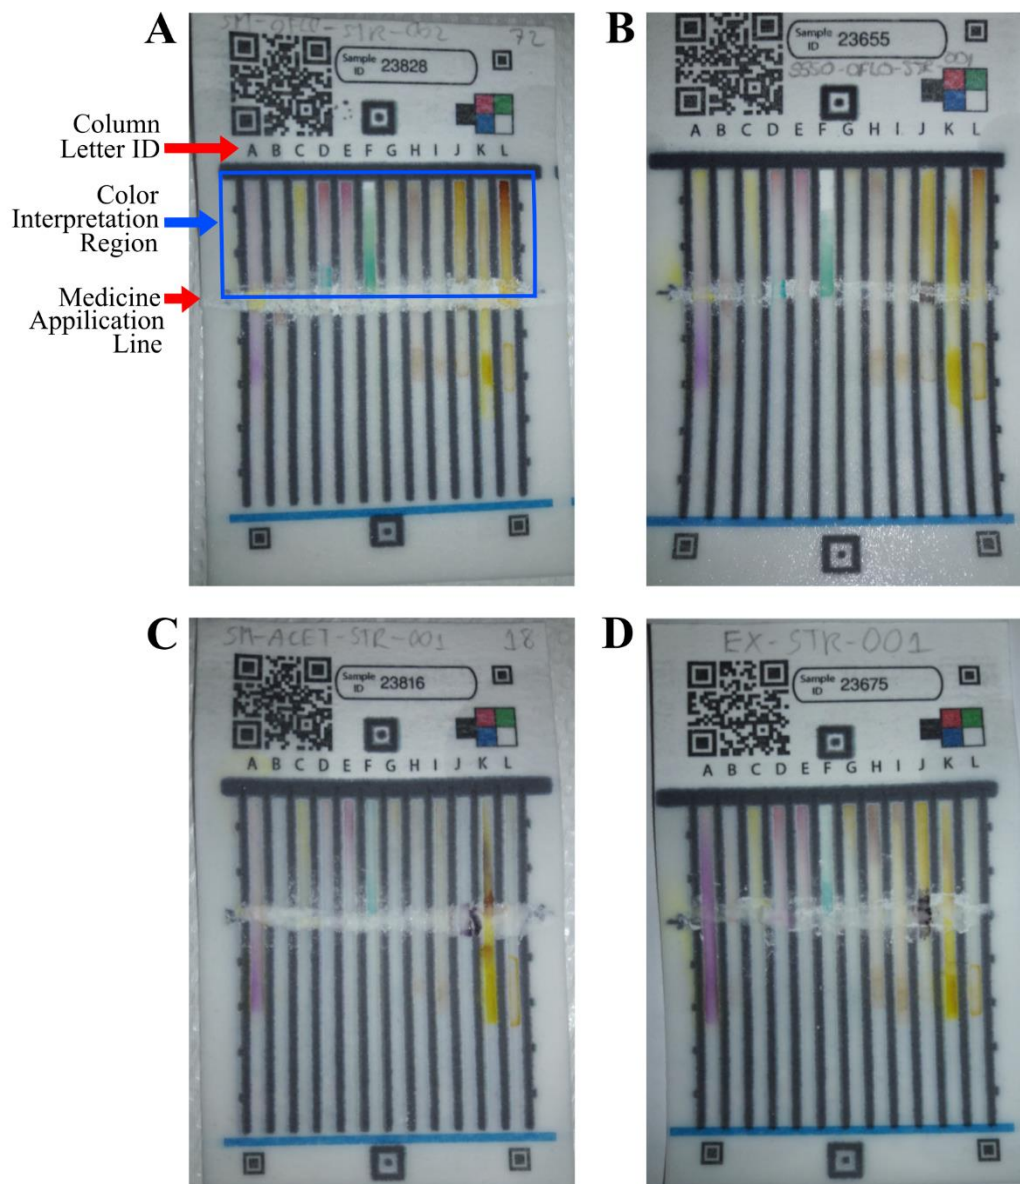 A
SM-OFLO-STR-002 72
Sample ID 23828
A B C D E F G H I J K L
Column Letter ID
Color Interpretation Region
Medicine Appilication Line
B
Sample ID 23655
SSSO-OFLO-STR-001
A B C D E F G H I J K L
C
SM-ACET-STR-001 18
Sample ID 23816
A B C D E F G H I J K L
D
EX-STR-001
Sample ID 23675
A B C D E F G H I J K L